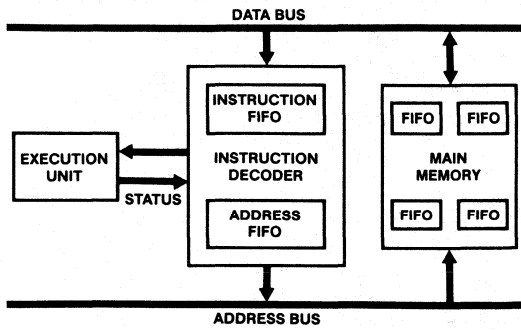 DATA BUS
INSTRUCTION
FIFO
INSTRUCTION
DECODER
ADDRESS
FIFO
EXECUTION
UNIT
STATUS
FIFO FIFO
MAIN
MEMORY
FIFO FIFO
ADDRESS BUS